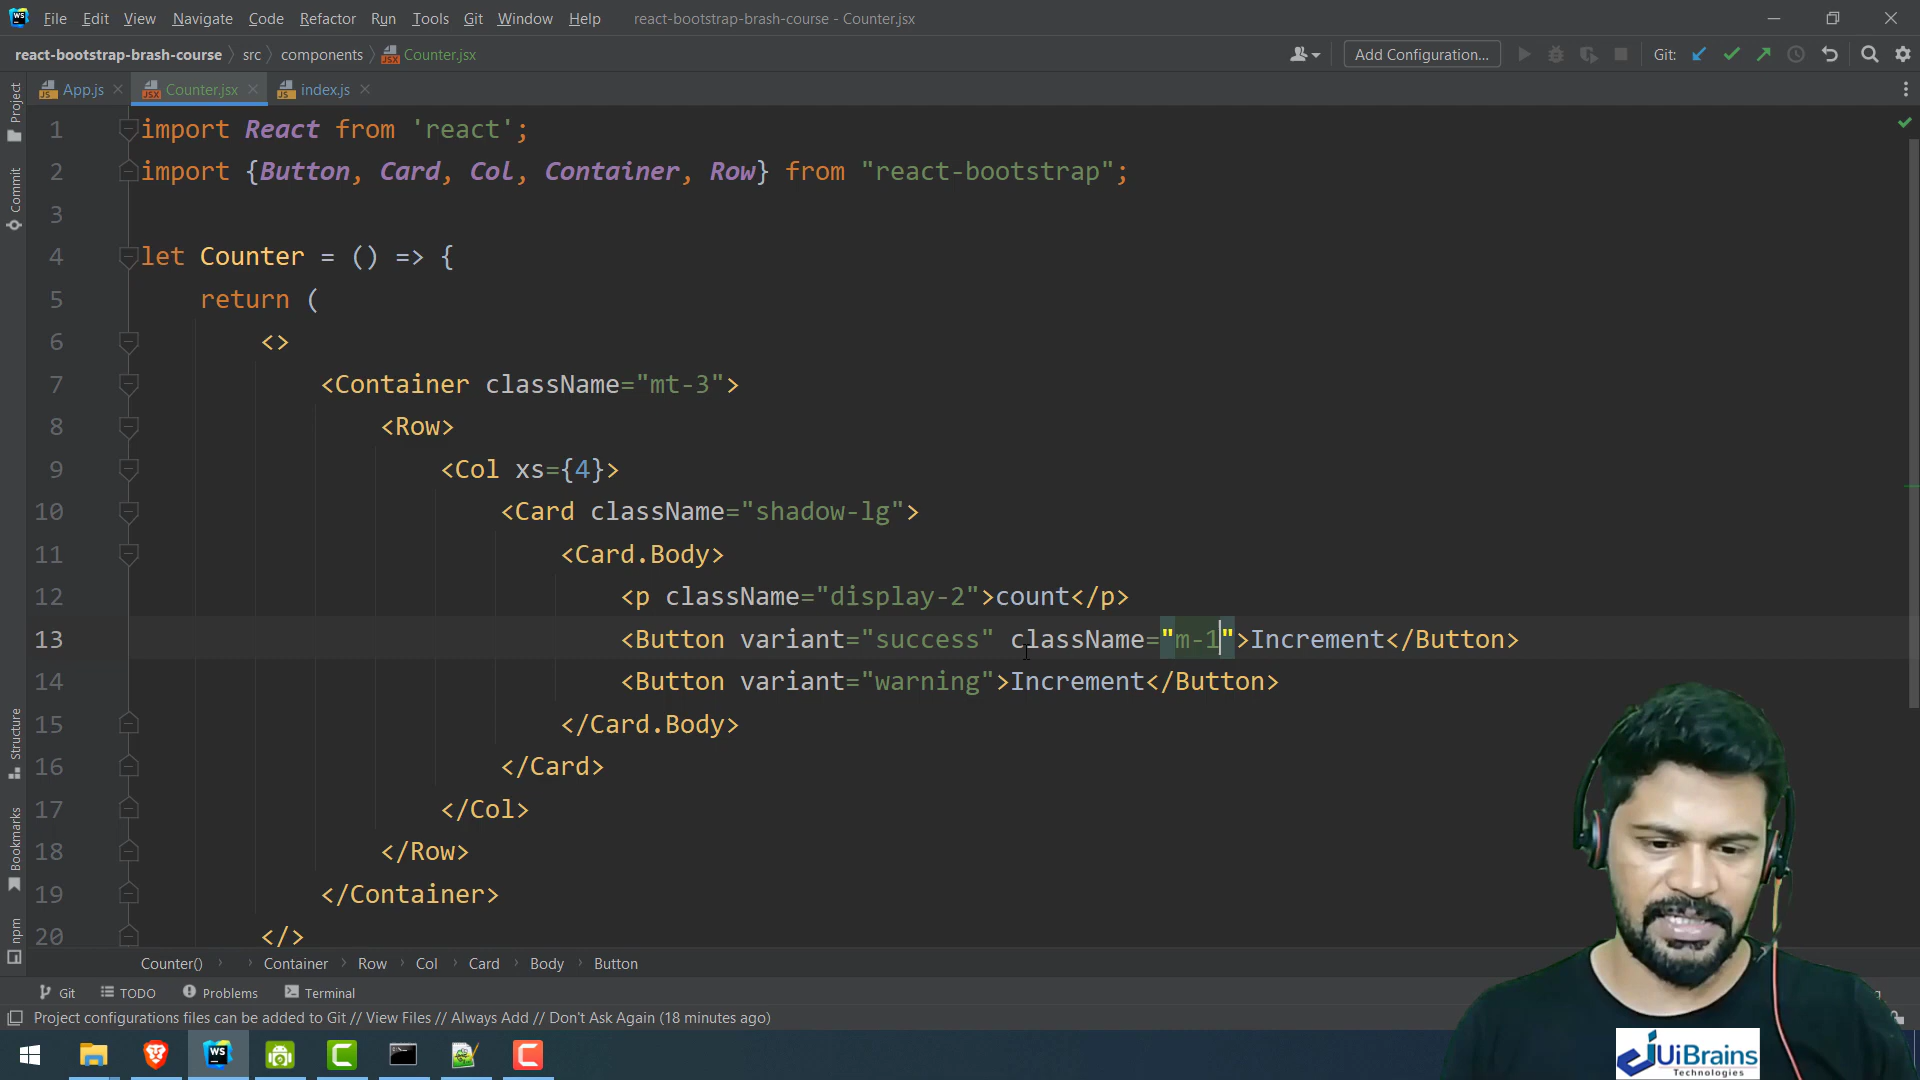 File Edit View Navigate Code Refactor Run Tools Git Window Help react-bootstrap-brash-course - Counter.jsx
react-bootstrap-brash-course src components Counter.jsx Add Configuration... Git:
App.js Counter.jsx index.js
Project
Commit
Structure
Bookmarks
npm
1 import React from 'react';
2 import {Button, Card, Col, Container, Row} from "react-bootstrap";
3
4 let Counter = () => {
5 return (
6 <>
7 <Container className="mt-3">
8 <Row>
9 <Col xs={4}>
10 <Card className="shadow-lg">
11 <Card.Body>
12 <p className="display-2">count</p>
13 <Button variant="success" className="m-1">Increment</Button>
14 <Button variant="warning">Increment</Button>
15 </Card.Body>
16 </Card>
17 </Col>
18 </Row>
19 </Container>
20 </>
Counter() Container Row Col Card Body Button
Git TODO Problems Terminal
Project configurations files can be added to Git // View Files // Always Add // Don't Ask Again (18 minutes ago)
WS
UiBrains
Technologies